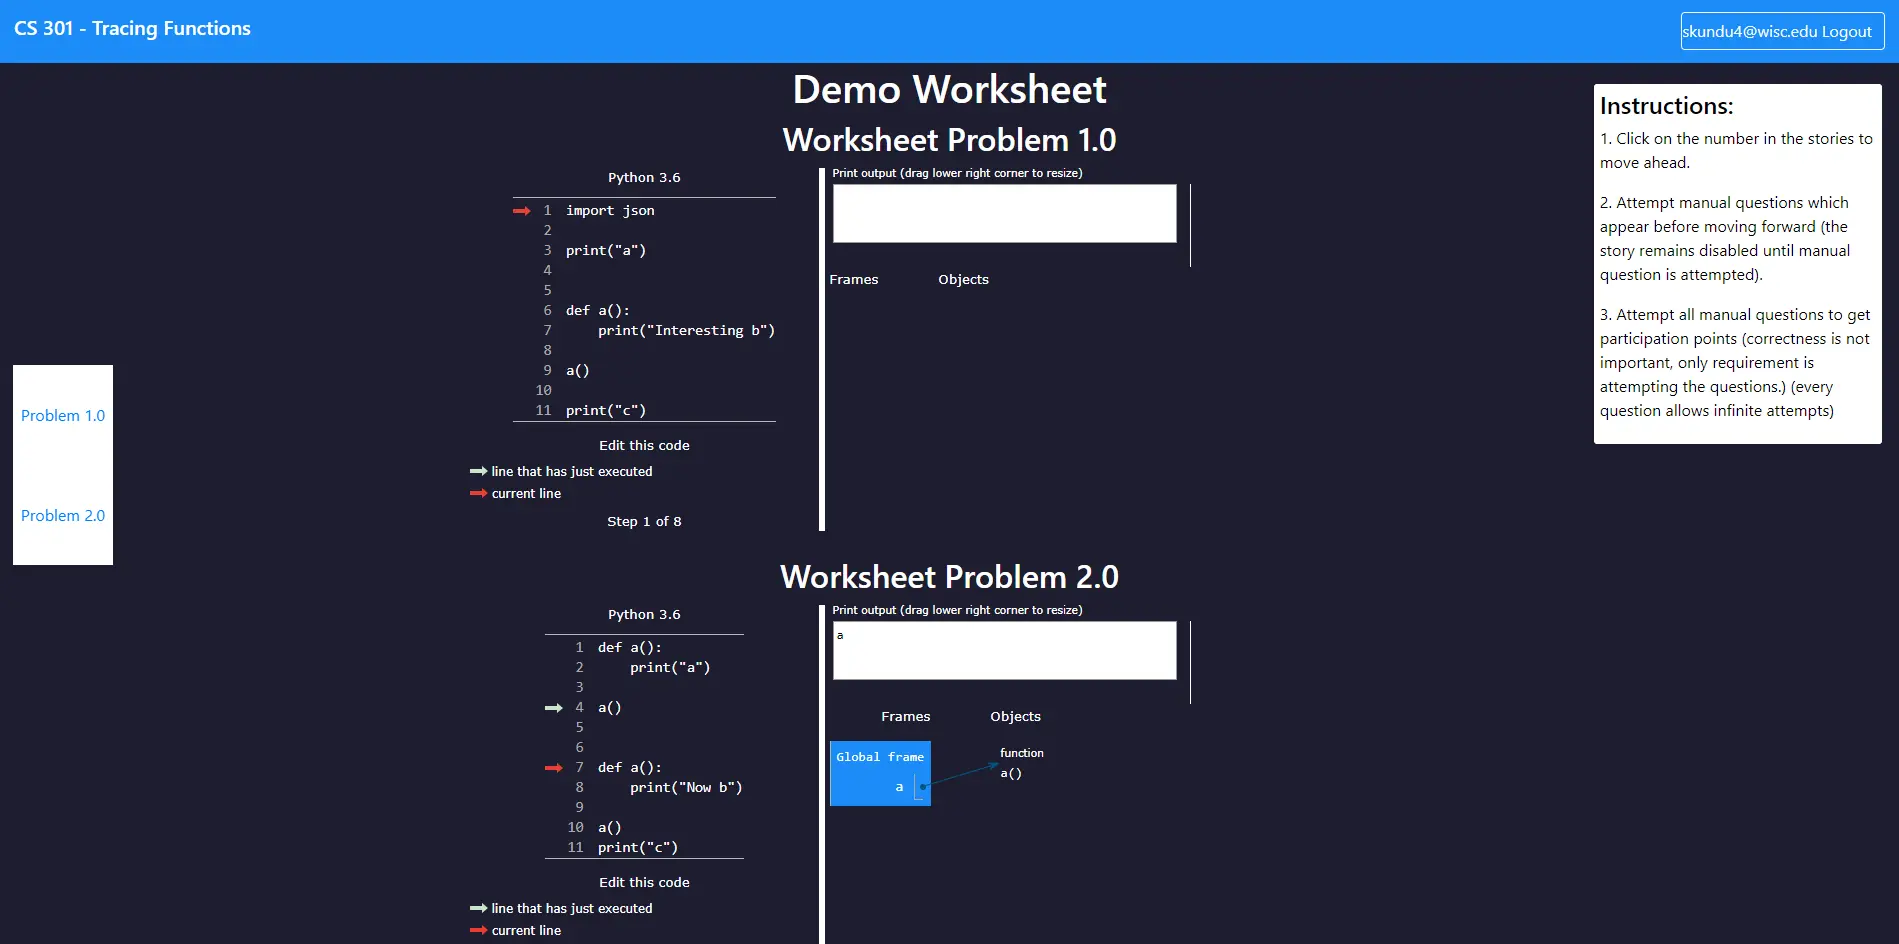 CS 301 - Tracing Functions
skundu4@wisc.edu Logout
Demo Worksheet
Worksheet Problem 1.0
Python 3.6
1 import json
2
3 print("a")
4
5
6 def a():
7     print("Interesting b")
8
9 a()
10
11 print("c")
Edit this code
line that has just executed
current line
Step 1 of 8
Print output (drag lower right corner to resize)
Frames
Objects
Problem 1.0
Problem 2.0
Instructions:
1. Click on the number in the stories to
move ahead.
2. Attempt manual questions which
appear before moving forward (the
story remains disabled until manual
question is attempted).
3. Attempt all manual questions to get
participation points (correctness is not
important, only requirement is
attempting the questions.) (every
question allows infinite attempts)
Worksheet Problem 2.0
Python 3.6
1 def a():
2     print("a")
3
4 a()
5
6
7 def a():
8     print("Now b")
9
10 a()
11 print("c")
Edit this code
line that has just executed
current line
Print output (drag lower right corner to resize)
a
Frames
Objects
Global frame
a
function
a()